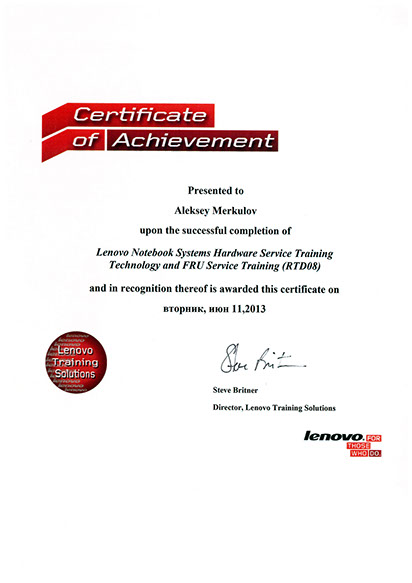 Certificate
of Achievement
Presented to
Aleksey Merkulov
upon the successful completion of
Lenovo Notebook Systems Hardware Service Training
Technology and FRU Service Training (RTD08)
and in recognition thereof is awarded this certificate on
вторник, июн 11,2013
Lenovo
Training
Solutions
Steve Britner
Director, Lenovo Training Solutions
lenovo. FOR
THOSE
WHO DO.